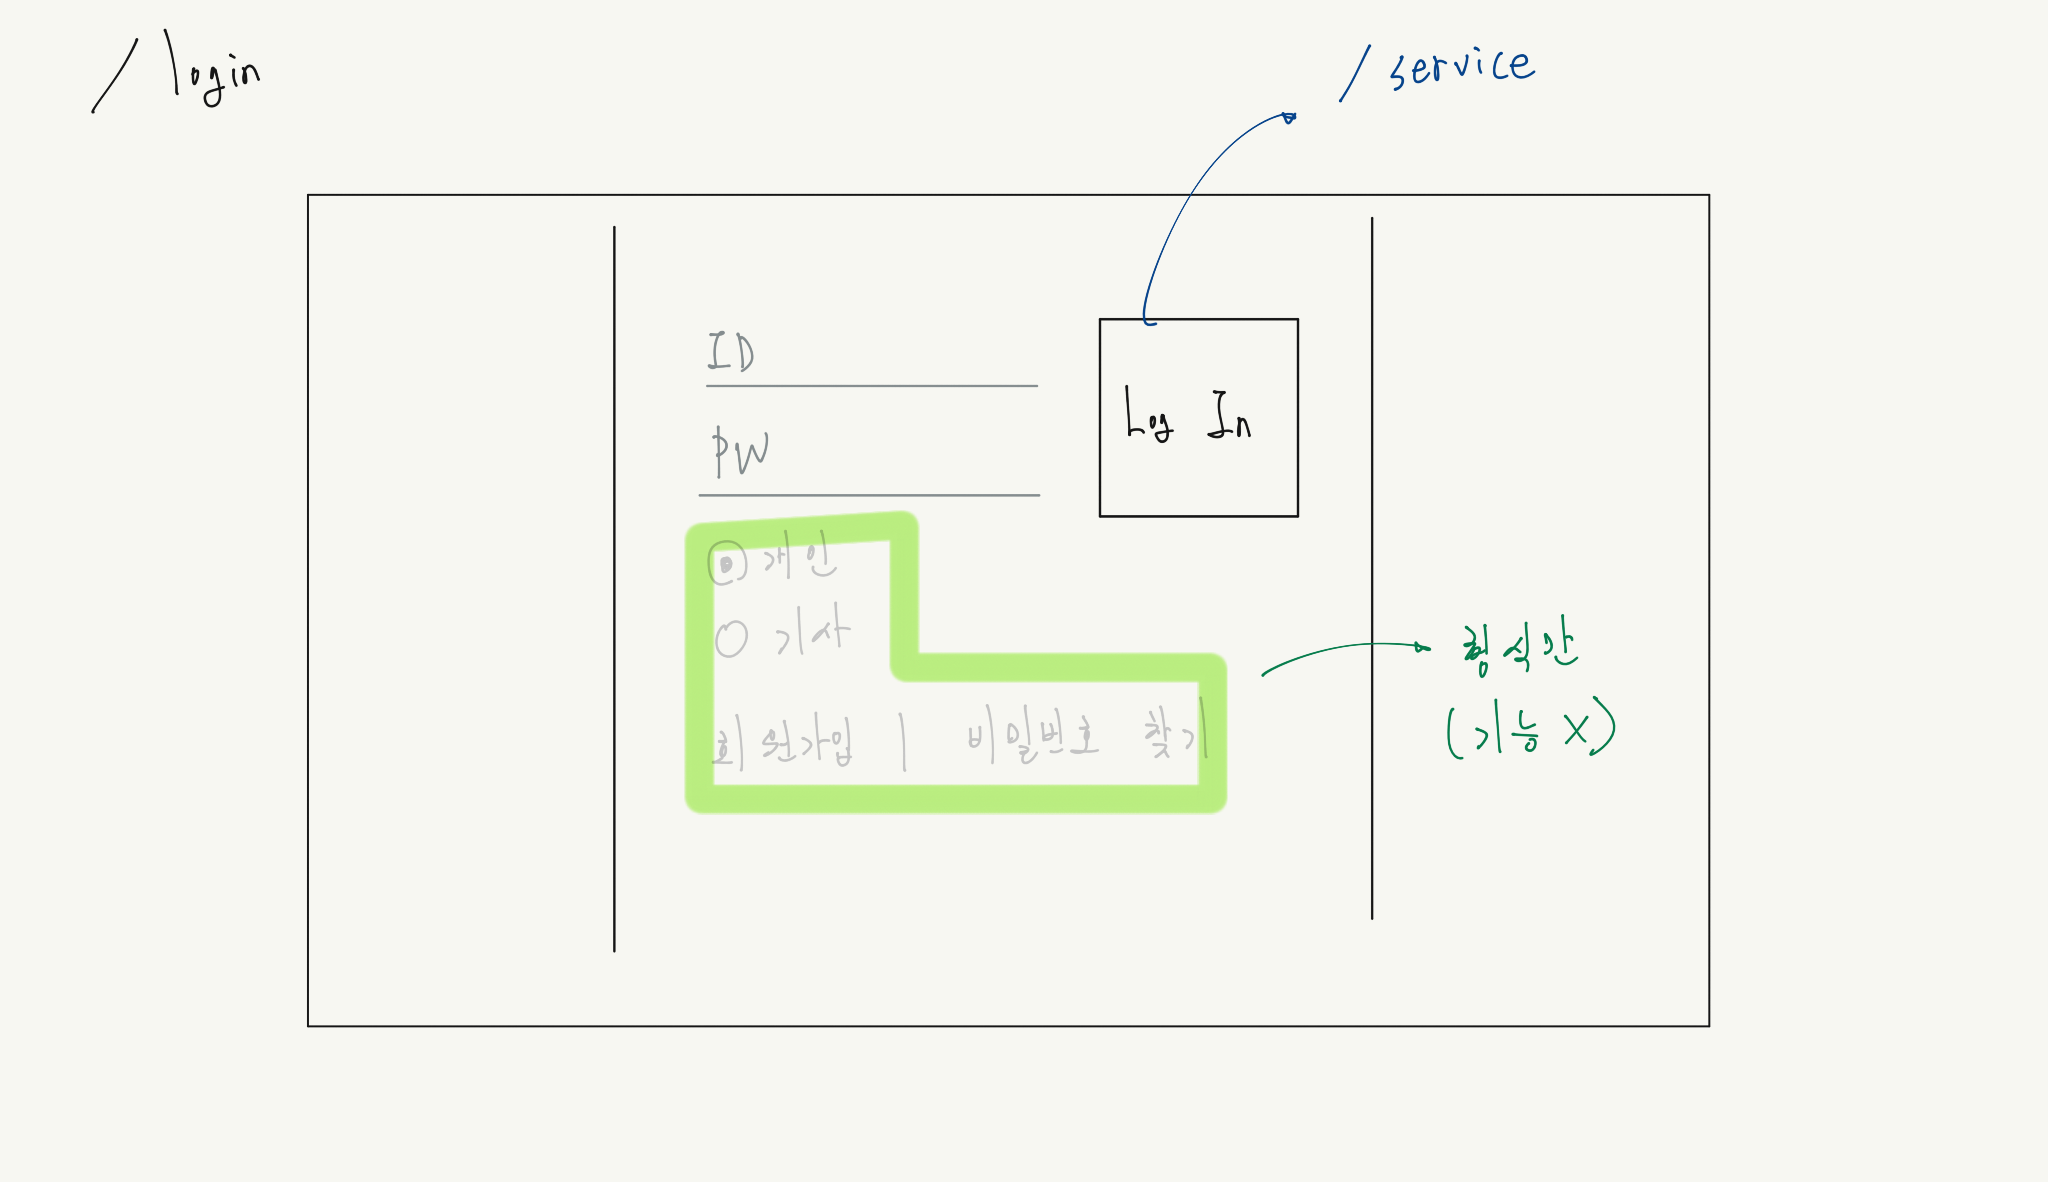 /login
/service
ID
Log In
PW
개인
기사
회원가입 | 비밀번호 찾기
형식만
(기능 X)